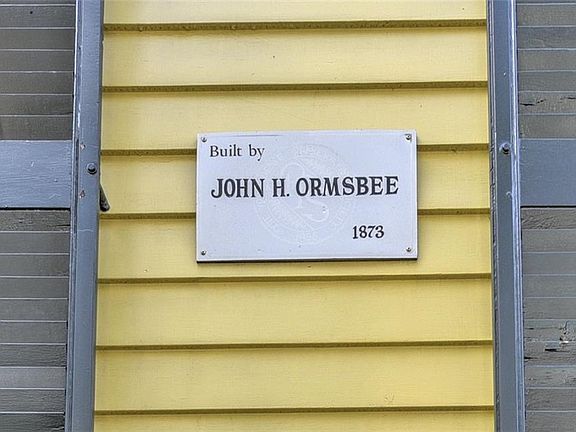 Built by
JOHN H. ORMSBEE
1873